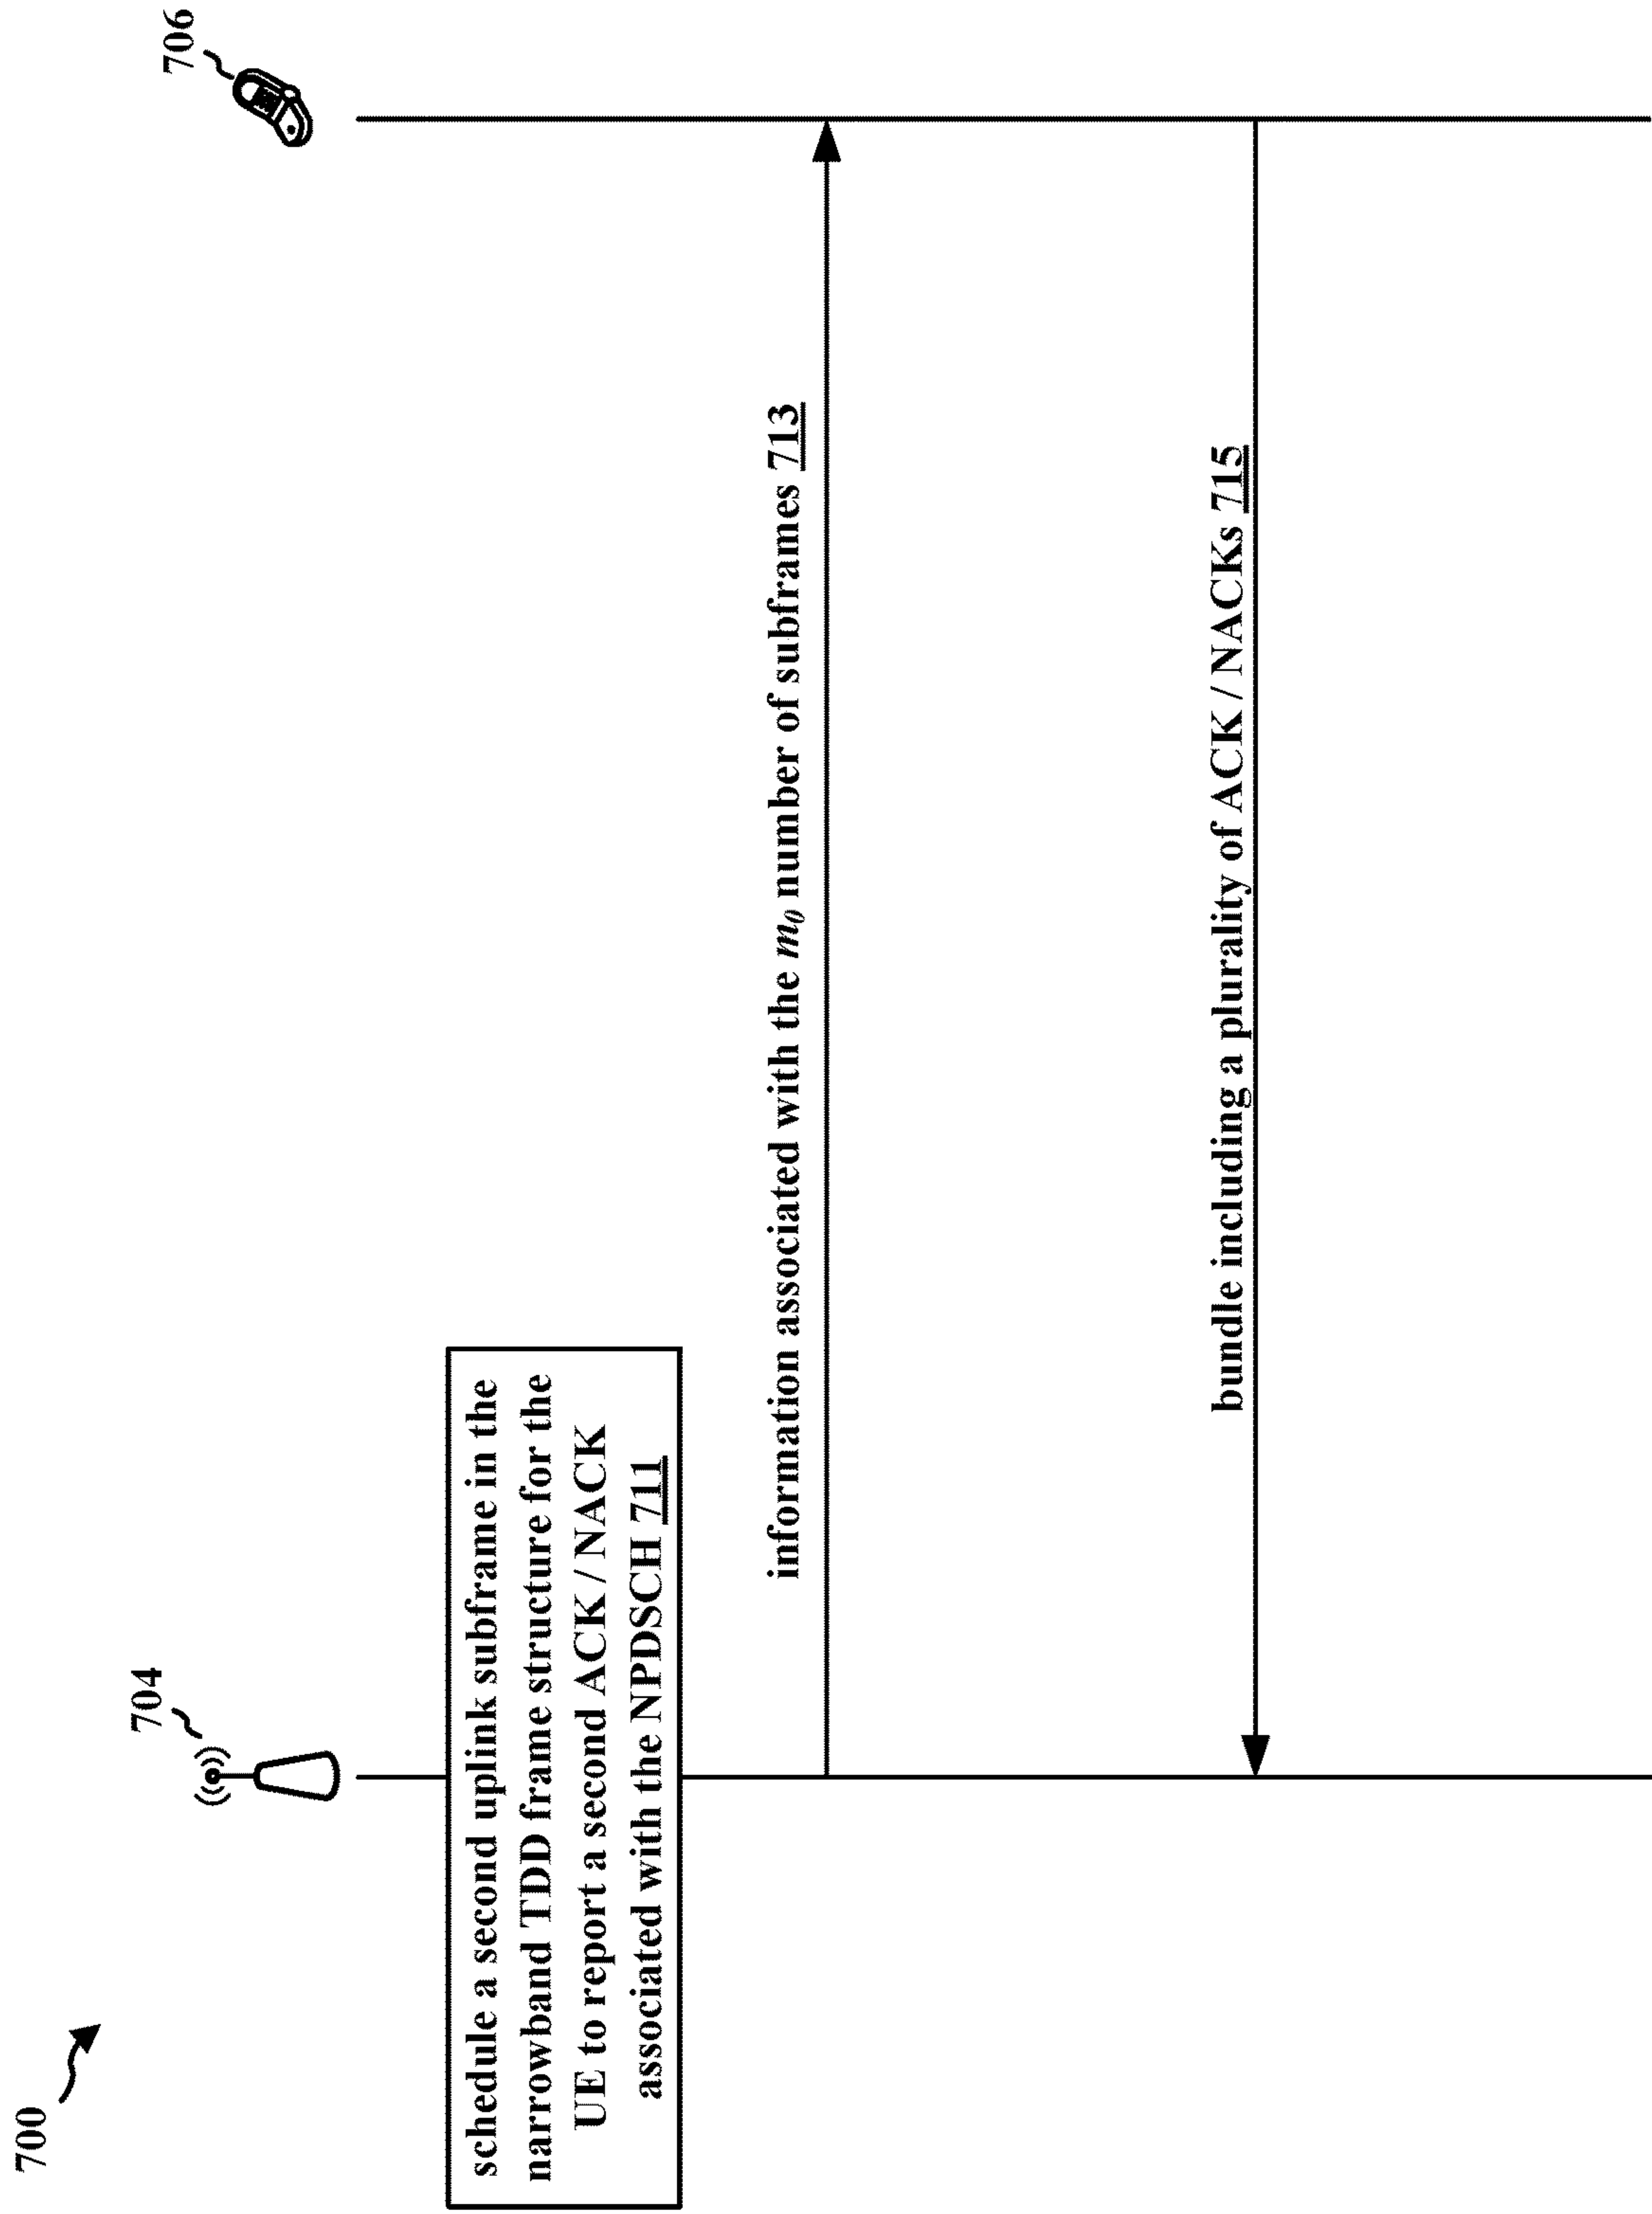 700
704
706
schedule a second uplink subframe in the
narrowband TDD frame structure for the
UE to report a second ACK / NACK
associated with the NPDSCH 711
information associated with the m0 number of subframes 713
bundle including a plurality of ACK / NACKs 715